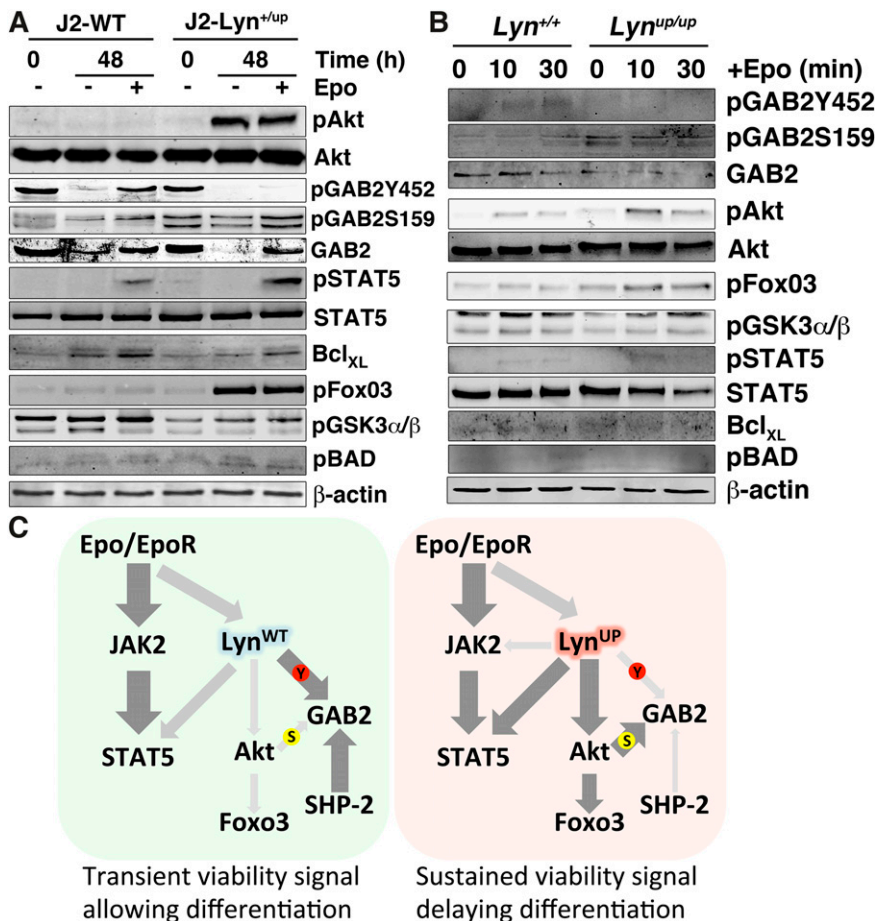 A
J2-WT J2-Lyn+/up
0 48 0 48 Time (h)
- - + - - + Epo
pAkt
Akt
pGAB2Y452
pGAB2S159
GAB2
pSTAT5
STAT5
BclXL
pFox03
pGSK3α/β
pBAD
β-actin
B
Lyn+/+ Lynup/up
0 10 30 0 10 30 +Epo (min)
pGAB2Y452
pGAB2S159
GAB2
pAkt
Akt
pFox03
pGSK3α/β
pSTAT5
STAT5
BclXL
pBAD
β-actin
C
Epo/EpoR
JAK2 LynWT
Y
GAB2
STAT5 Akt S
Foxo3 SHP-2
Transient viability signal
allowing differentiation
Epo/EpoR
JAK2 LynUP
Y
GAB2
STAT5 Akt S
Foxo3 SHP-2
Sustained viability signal
delaying differentiation